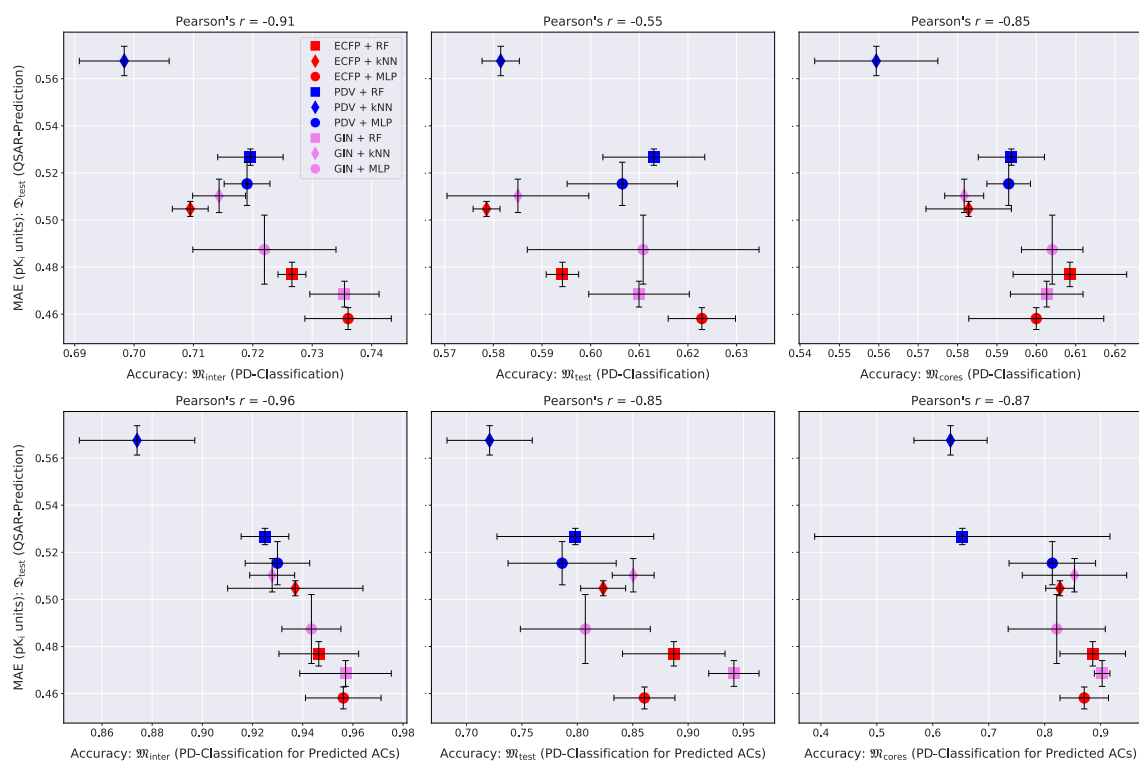 Pearson's r = -0.91
Pearson's r = -0.55
Pearson's r = -0.85
MAE (pKi units): 𝔇test (QSAR-Prediction)
0.56
0.54
0.52
0.50
0.48
0.46
ECFP + RF
ECFP + kNN
ECFP + MLP
PDV + RF
PDV + kNN
PDV + MLP
GIN + RF
GIN + kNN
GIN + MLP
0.69 0.70 0.71 0.72 0.73 0.74
0.57 0.58 0.59 0.60 0.61 0.62 0.63
0.54 0.55 0.56 0.57 0.58 0.59 0.60 0.61 0.62
Accuracy: 𝔐inter (PD-Classification)
Accuracy: 𝔐test (PD-Classification)
Accuracy: 𝔐cores (PD-Classification)
Pearson's r = -0.96
Pearson's r = -0.85
Pearson's r = -0.87
MAE (pKi units): 𝔇test (QSAR-Prediction)
0.56
0.54
0.52
0.50
0.48
0.46
0.86 0.88 0.90 0.92 0.94 0.96 0.98
0.70 0.75 0.80 0.85 0.90 0.95
0.4 0.5 0.6 0.7 0.8 0.9
Accuracy: 𝔐inter (PD-Classification for Predicted ACs)
Accuracy: 𝔐test (PD-Classification for Predicted ACs)
Accuracy: 𝔐cores (PD-Classification for Predicted ACs)